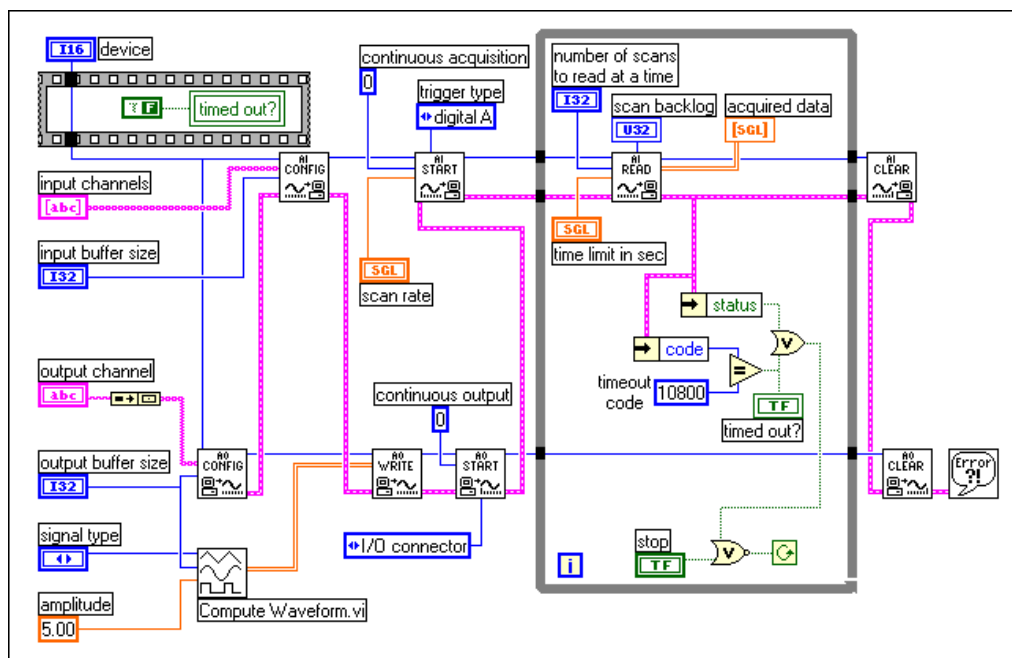 I16 device
F timed out?
input channels
[abc]
input buffer size
I32
AI
CONFIG
continuous acquisition
0
trigger type
digital A
AI
START
SGL
scan rate
number of scans
to read at a time
I32
scan backlog
U32
acquired data
[SGL]
AI
READ
SGL
time limit in sec
AI
CLEAR
status
code
timeout
code
10800
=
V
TF
timed out?
output channel
abc
output buffer size
I32
AO
CONFIG
signal type
amplitude
5.00
Compute Waveform.vi
AO
WRITE
continuous output
0
AO
START
I/O connector
i
stop
TF
V
AO
CLEAR
Error
?!